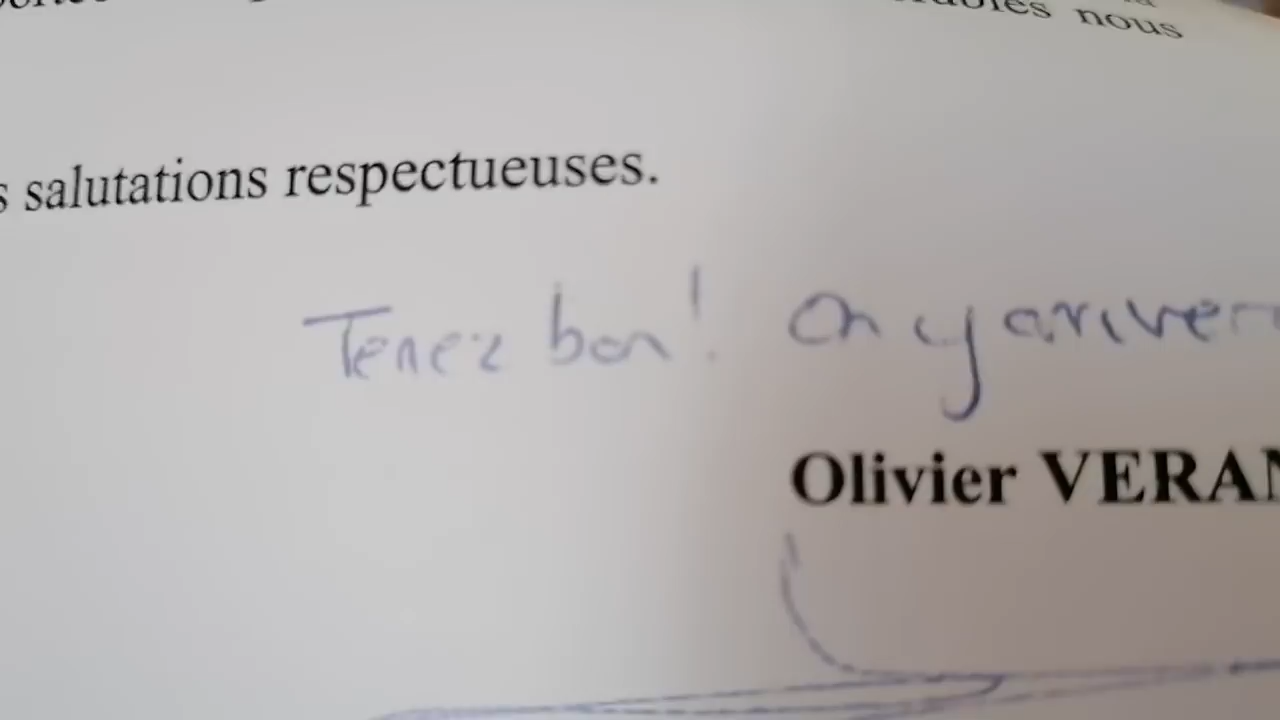 nous
salutations respectueuses.
Tenez bon! On y arriver
Olivier VERAN